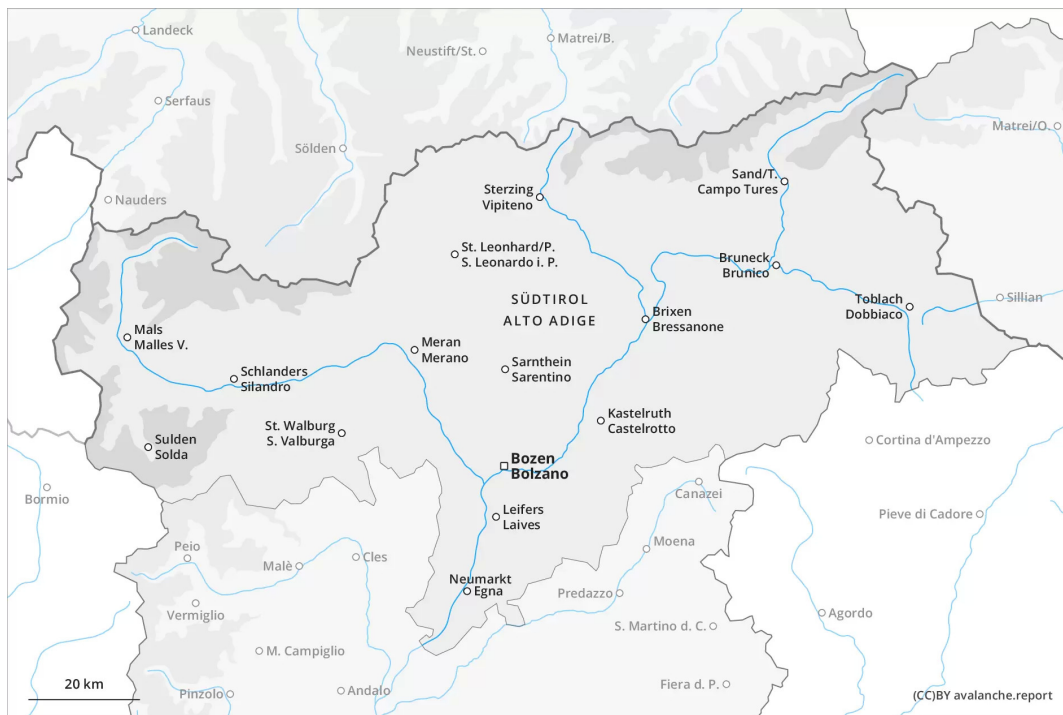 Landeck
Neustift/St.
Matrei/B.
Serfaus
Matrei/O.
Sölden
Nauders
Sand/T.
Campo Tures
Sterzing
Vipiteno
St. Leonhard/P.
S. Leonardo i. P.
Bruneck
Brunico
SÜDTIROL
ALTO ADIGE
Toblach
Dobbiaco
Sillian
Brixen
Bressanone
Mals
Malles V.
Meran
Merano
Sarnthein
Sarentino
Schlanders
Silandro
Kastelruth
Castelrotto
St. Walburg
S. Valburga
Sulden
Solda
Cortina d'Ampezzo
Bozen
Bolzano
Bormio
Canazei
Leifers
Laives
Pieve di Cadore
Peio
Malè
Cles
Moena
Neumarkt
Egna
Predazzo
Vermiglio
Agordo
S. Martino d. C.
M. Campiglio
20 km
Pinzolo
Andalo
Fiera d. P.
(CC)BY avalanche.report